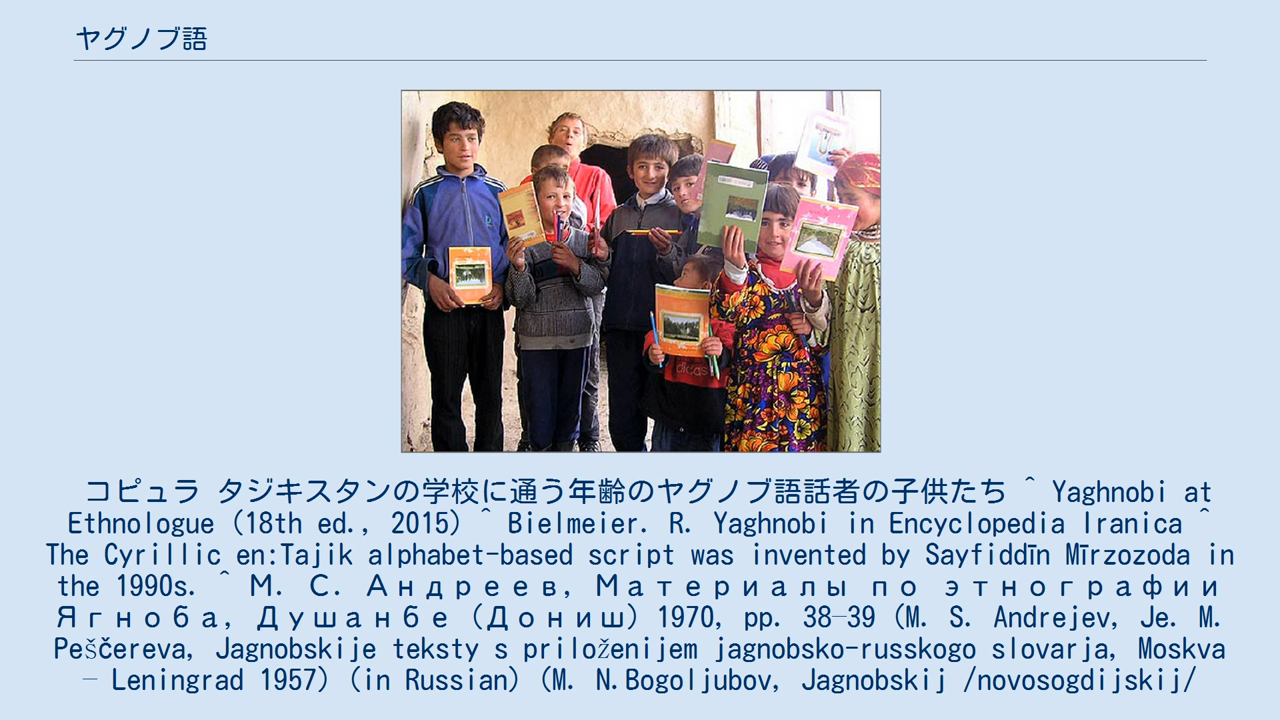 ヤグノブ語
コピュラ タジキスタンの学校に通う年齢のヤグノブ語話者の子供たち ^ Yaghnobi at
Ethnologue (18th ed., 2015) ^ Bielmeier. R. Yaghnobi in Encyclopedia Iranica ^
The Cyrillic en:Tajik alphabet-based script was invented by Sayfiddīn Mīrzozoda in
the 1990s. ^ М. С. Андреев, Материалы по этнографии
Ягноба, Душанбе (Дониш) 1970, pp. 38–39 (M. S. Andrejev, Je. M.
Peščereva, Jagnobskije teksty s priloženijem jagnobsko-russkogo slovarja, Moskva
– Leningrad 1957) (in Russian) (M. N.Bogoljubov, Jagnobskij /novosogdijskij/